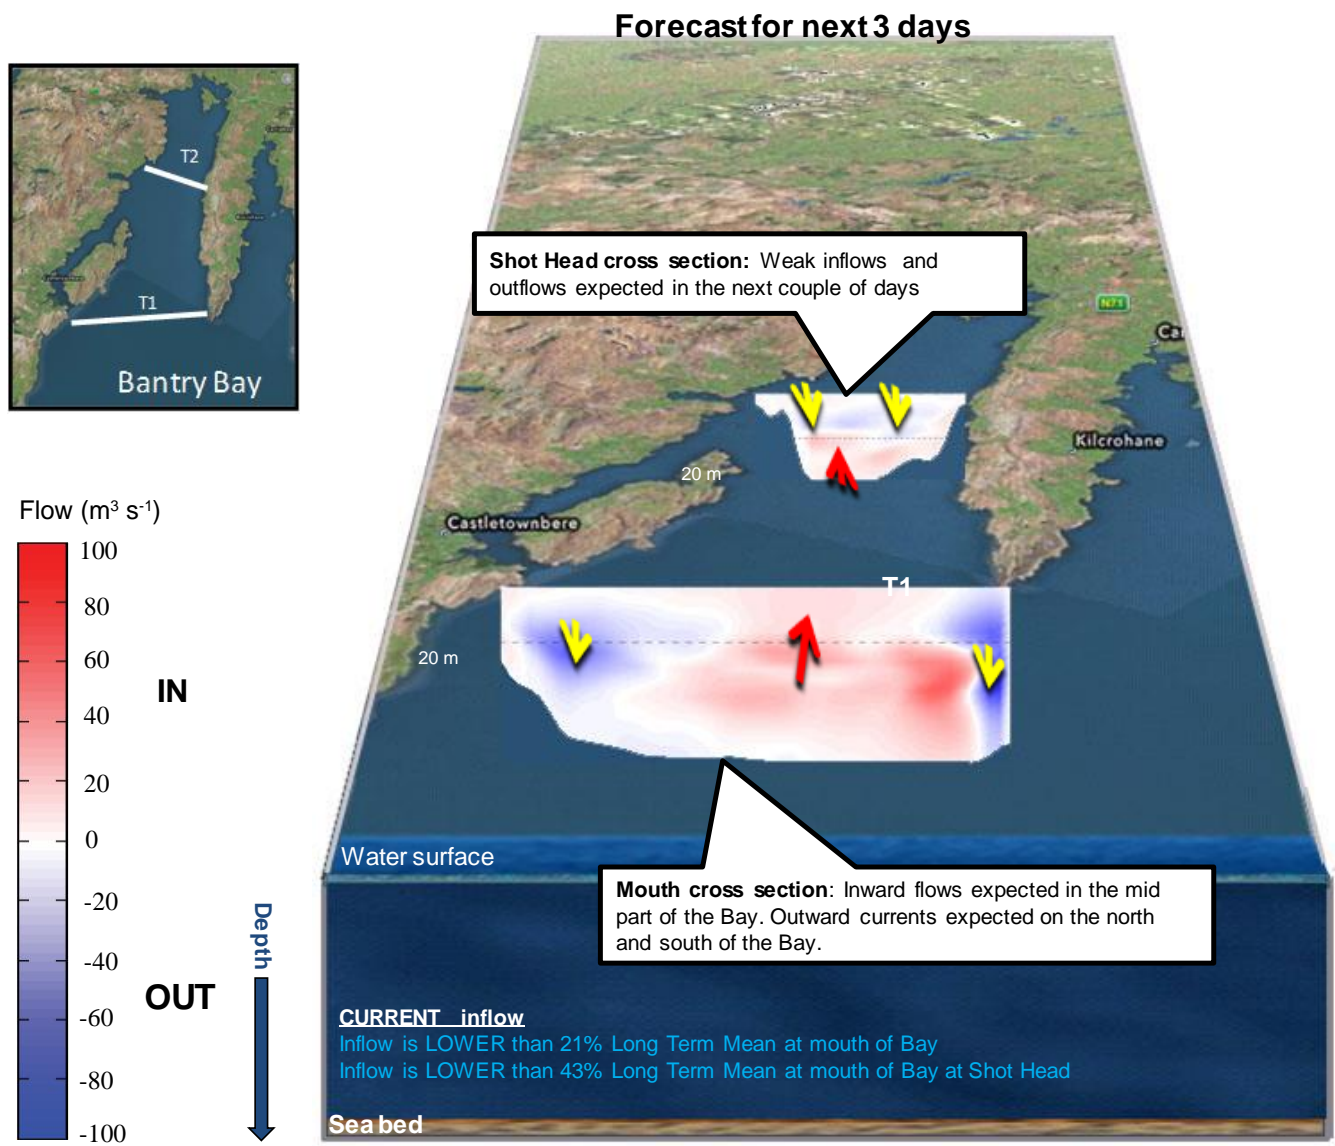 Forecast for next 3 days
T2
T1
Bantry Bay
Shot Head cross section: Weak inflows and
outflows expected in the next couple of days
N71
Kilcrohane
20 m
Castletownbere
T1
20 m
Flow (m³ s⁻¹)
100
80
60
40
20
0
-20
-40
-60
-80
-100
IN
OUT
Depth
Water surface
Mouth cross section: Inward flows expected in the mid
part of the Bay. Outward currents expected on the north
and south of the Bay.
CURRENT inflow
Inflow is LOWER than 21% Long Term Mean at mouth of Bay
Inflow is LOWER than 43% Long Term Mean at mouth of Bay at Shot Head
Sea bed